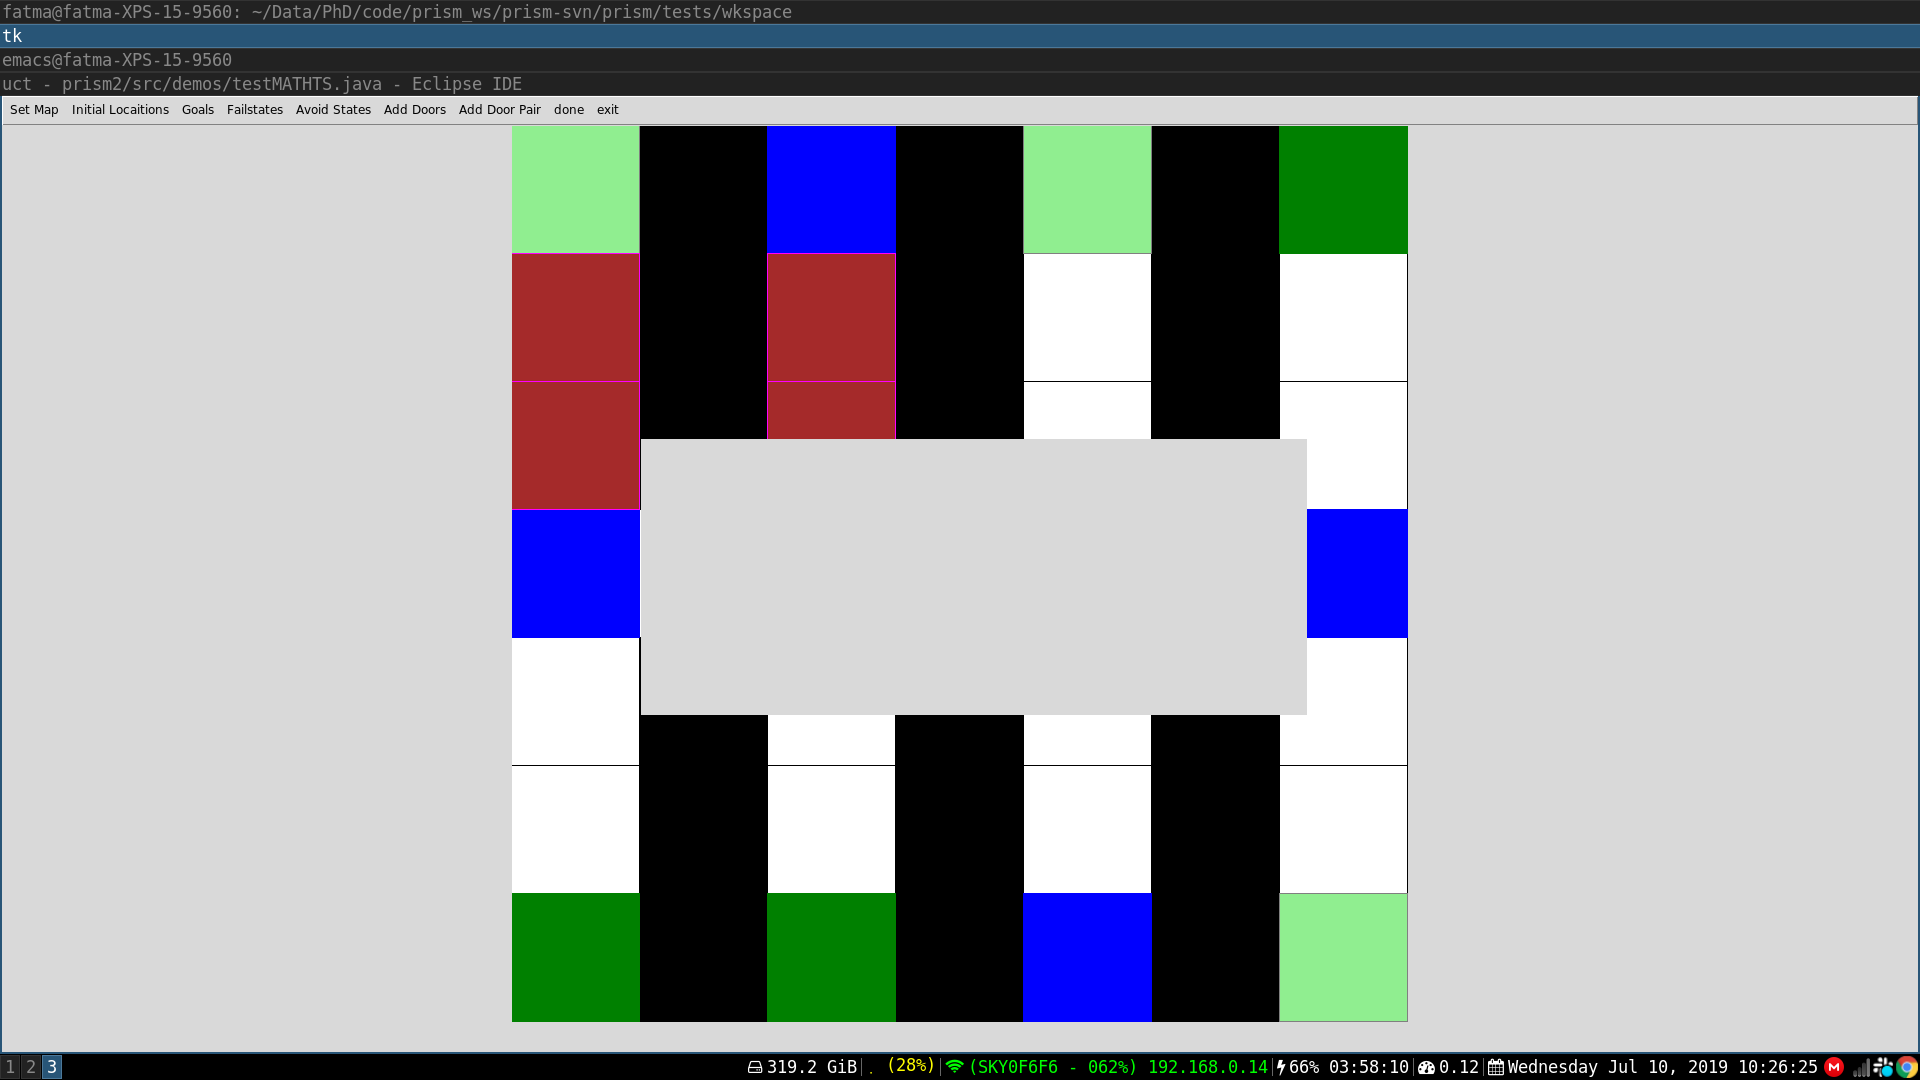 fatma@fatma-XPS-15-9560: ~/Data/PhD/code/prism_ws/prism-svn/prism/tests/wkspace
tk
emacs@fatma-XPS-15-9560
uct - prism2/src/demos/testMATHTS.java - Eclipse IDE
Set Map Initial Locaitions Goals Failstates Avoid States Add Doors Add Door Pair done exit
1 2 3 319.2 GiB . (28%) (SKY0F6F6 - 062%) 192.168.0.14 66% 03:58:10 0.12 Wednesday Jul 10, 2019 10:26:25